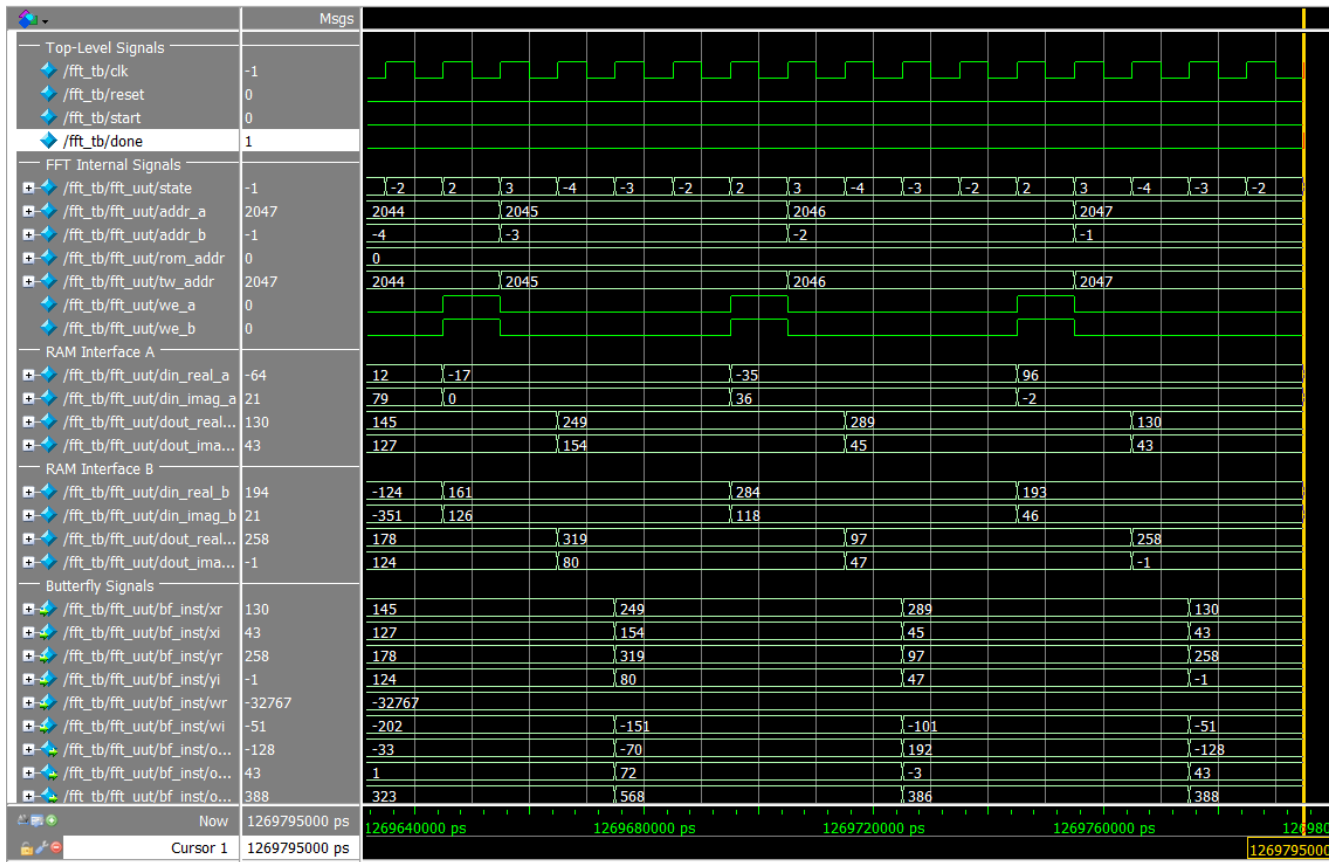 Msgs
Top-Level Signals
/fft_tb/clk -1
/fft_tb/reset 0
/fft_tb/start 0
/fft_tb/done 1
FFT Internal Signals
/fft_tb/fft_uut/state -1 -2 2 3 -4 -3 -2 2 3 -4 -3 -2 2 3 -4 -3 -2
/fft_tb/fft_uut/addr_a 2047 2044 2045 2046 2047
/fft_tb/fft_uut/addr_b -1 -4 -3 -2 -1
/fft_tb/fft_uut/rom_addr 0 0
/fft_tb/fft_uut/tw_addr 2047 2044 2045 2046 2047
/fft_tb/fft_uut/we_a 0
/fft_tb/fft_uut/we_b 0
RAM Interface A
/fft_tb/fft_uut/din_real_a -64 12 -17 -35 96
/fft_tb/fft_uut/din_imag_a 21 79 0 36 -2
/fft_tb/fft_uut/dout_real... 130 145 249 289 130
/fft_tb/fft_uut/dout_ima... 43 127 154 45 43
RAM Interface B
/fft_tb/fft_uut/din_real_b 194 -124 161 284 193
/fft_tb/fft_uut/din_imag_b 21 -351 126 118 46
/fft_tb/fft_uut/dout_real... 258 178 319 97 258
/fft_tb/fft_uut/dout_ima... -1 124 80 47 -1
Butterfly Signals
/fft_tb/fft_uut/bf_inst/xr 130 145 249 289 130
/fft_tb/fft_uut/bf_inst/xi 43 127 154 45 43
/fft_tb/fft_uut/bf_inst/yr 258 178 319 97 258
/fft_tb/fft_uut/bf_inst/yi -1 124 80 47 -1
/fft_tb/fft_uut/bf_inst/wr -32767 -32767
/fft_tb/fft_uut/bf_inst/wi -51 -202 -151 -101 -51
/fft_tb/fft_uut/bf_inst/o... -128 -33 -70 192 -128
/fft_tb/fft_uut/bf_inst/o... 43 1 72 -3 43
/fft_tb/fft_uut/bf_inst/o... 388 323 568 386 388
Now 1269795000 ps 1269640000 ps 1269680000 ps 1269720000 ps 1269760000 ps 126980
Cursor 1 1269795000 ps 1269795000